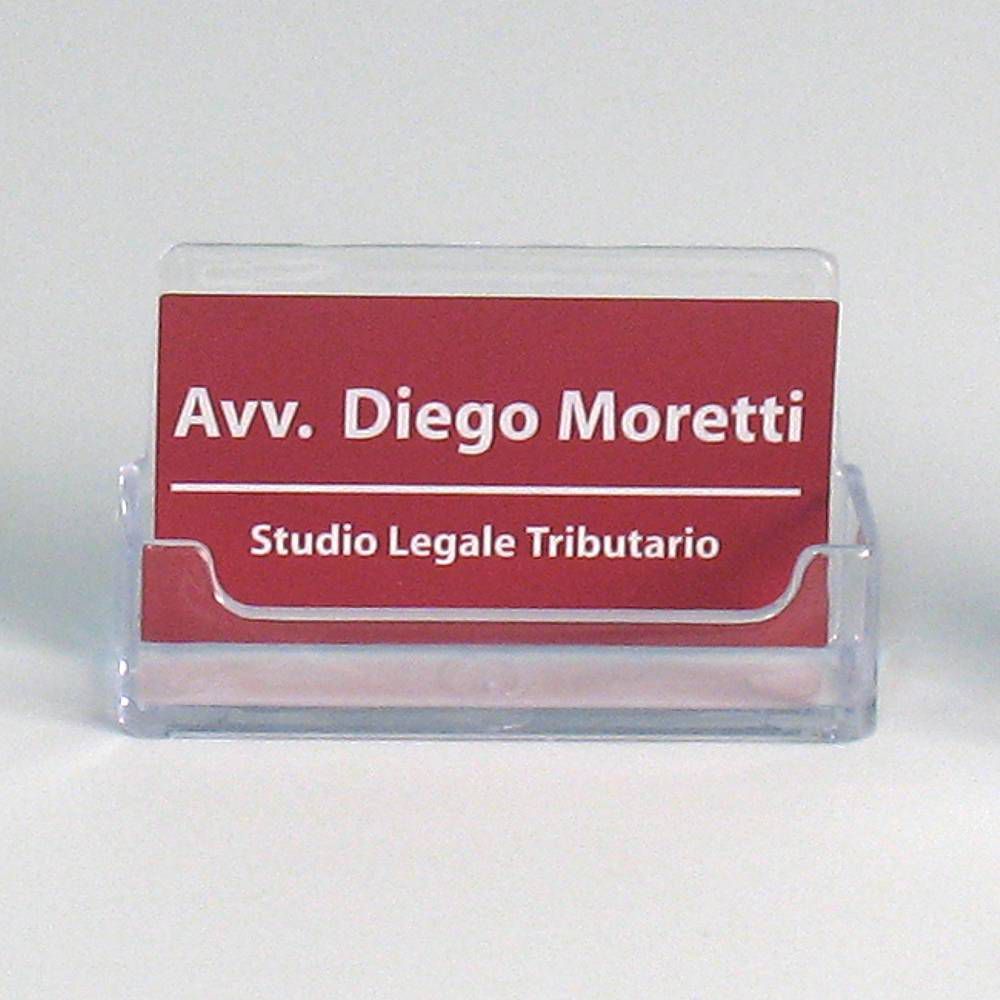 Avv. Diego Moretti
Studio Legale Tributario